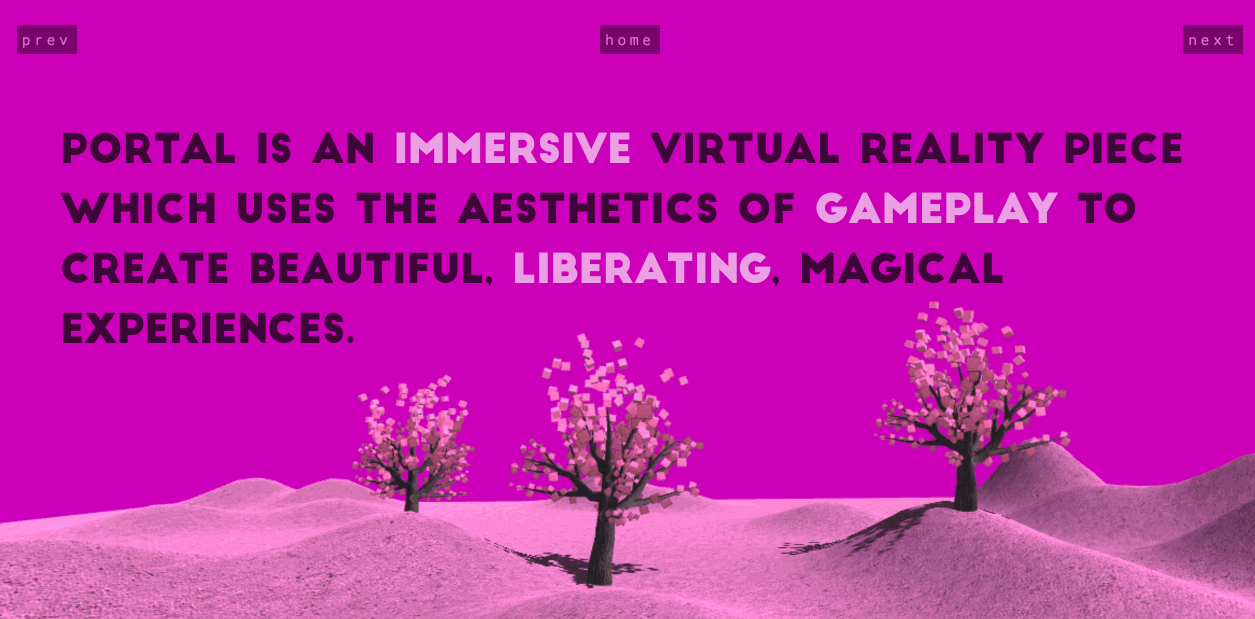 prev
home
next
PORTAL IS AN IMMERSIVE VIRTUAL REALITY PIECE
WHICH USES THE AESTHETICS OF GAMEPLAY TO
CREATE BEAUTIFUL, LIBERATING, MAGICAL
EXPERIENCES.